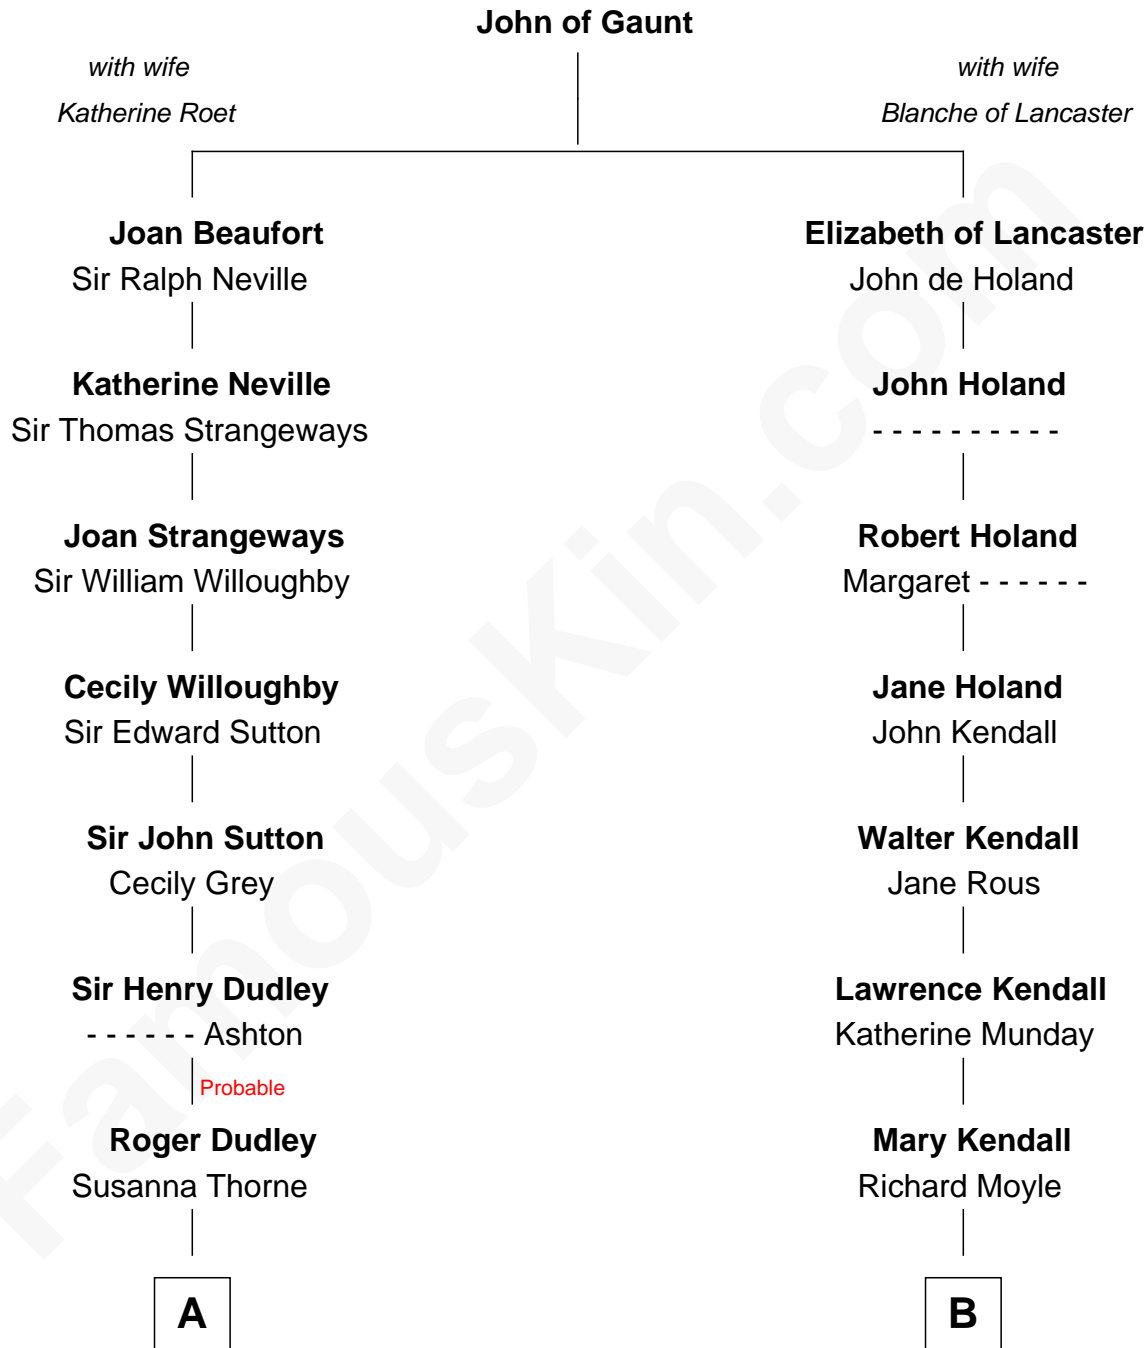 John of Gaunt
with wife
Katherine Roet
with wife
Blanche of Lancaster
Joan Beaufort
Sir Ralph Neville
Elizabeth of Lancaster
John de Holand
Katherine Neville
Sir Thomas Strangeways
John Holand
- - - - - - - - - -
Joan Strangeways
Sir William Willoughby
Robert Holand
Margaret - - - - - -
Cecily Willoughby
Sir Edward Sutton
Jane Holand
John Kendall
Sir John Sutton
Cecily Grey
Walter Kendall
Jane Rous
Sir Henry Dudley
- - - - - - Ashton
Lawrence Kendall
Katherine Munday
Probable
Roger Dudley
Susanna Thorne
Mary Kendall
Richard Moyle
A
B
FamousKin.com